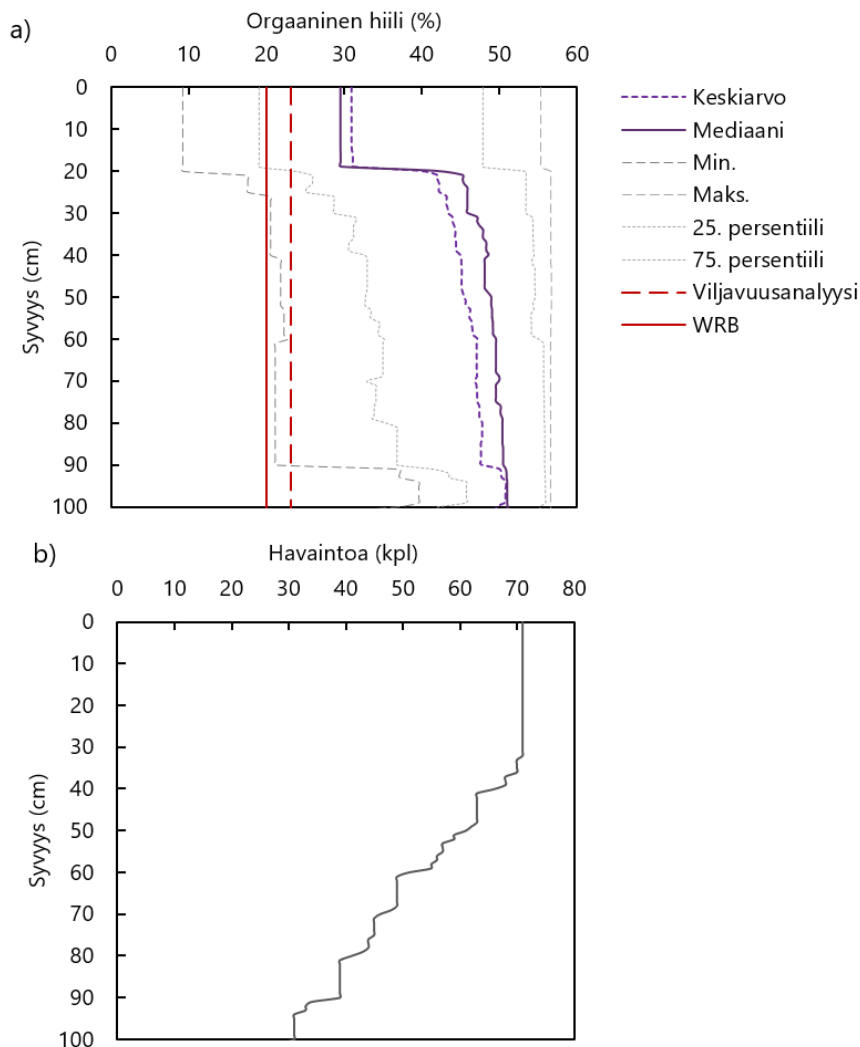 a)
Orgaaninen hiili (%)
0 10 20 30 40 50 60
Syvyys (cm)
0
10
20
30
40
50
60
70
80
90
100
Keskiarvo
Mediaani
Min.
Maks.
25. persentiili
75. persentiili
Viljavuusanalyysi
WRB
b)
Havaintoa (kpl)
0 10 20 30 40 50 60 70 80
Syvyys (cm)
0
10
20
30
40
50
60
70
80
90
100